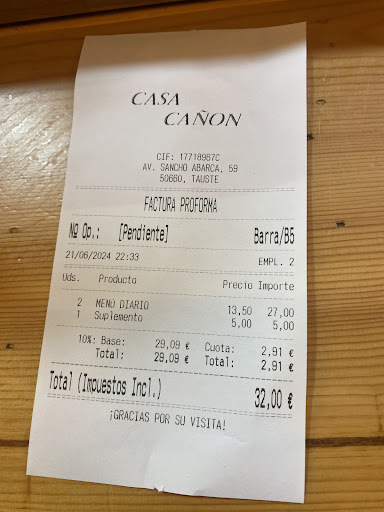 CASA
CAÑON
CIF: 17718987C
AV. SANCHO ABARCA, 59
50660, TAUSTE
FACTURA PROFORMA
Nº Op.: [Pendiente] Barra/B5
21/06/2024 22:33 EMPL. 2
Uds. Producto Precio Importe
2 MENÚ DIARIO 13,50 27,00
1 Suplemento 5,00 5,00
10%: Base: 29,09 € Cuota: 2,91 €
Total: 29,09 € Total: 2,91 €
Total (Impuestos Incl.) 32,00 €
¡GRACIAS POR SU VISITA!